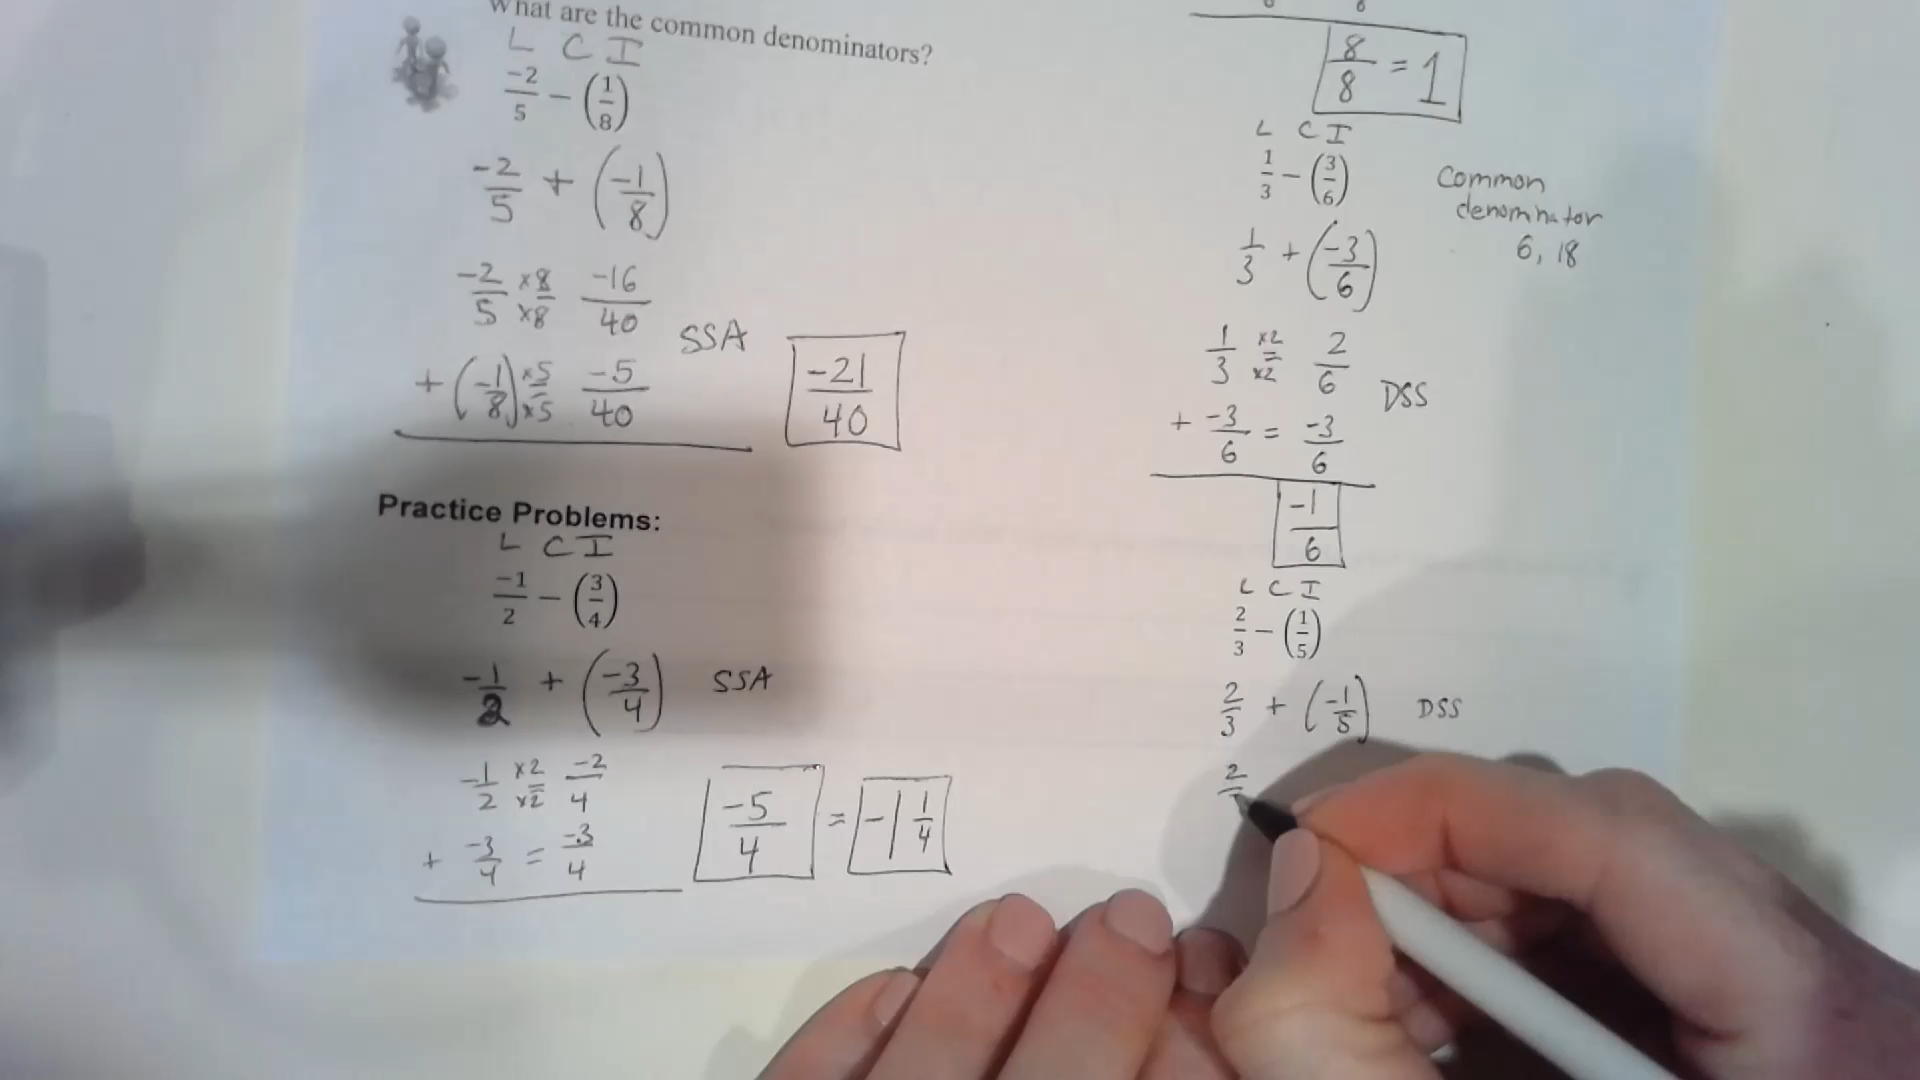 What are the common denominators?
L C I
-2/5 - (1/8)
-2/5 + (-1/8)
-2/5 ×8/×8 -16/40
SSA
+ (-1/8) ×5/×5 -5/40
-21/40
Practice Problems:
L C I
-1/2 - (3/4)
-1/2 + (-3/4) SSA
-1/2 ×2/×2 -2/4
+ -3/4 = -3/4
-5/4 = -1 1/4
8/8 = 1
L C I
1/3 - (3/6)
Common
denominator
6, 18
1/3 + (-3/6)
1/3 ×2/×2 2/6
DSS
+ -3/6 = -3/6
-1/6
L C I
2/3 - (1/5)
2/3 + (-1/5) DSS
2